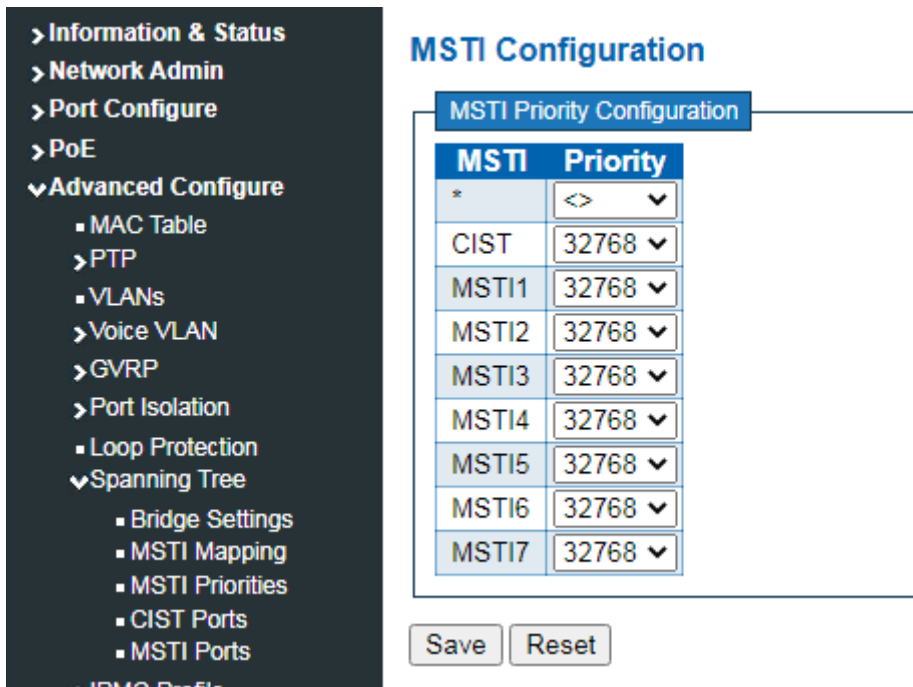 Information & Status
Network Admin
Port Configure
PoE
Advanced Configure
MAC Table
PTP
VLANs
Voice VLAN
GVRP
Port Isolation
Loop Protection
Spanning Tree
Bridge Settings
MSTI Mapping
MSTI Priorities
CIST Ports
MSTI Ports
IPMC Profile
MSTI Configuration
MSTI Priority Configuration
MSTI Priority
* <>
CIST 32768
MSTI1 32768
MSTI2 32768
MSTI3 32768
MSTI4 32768
MSTI5 32768
MSTI6 32768
MSTI7 32768
Save Reset